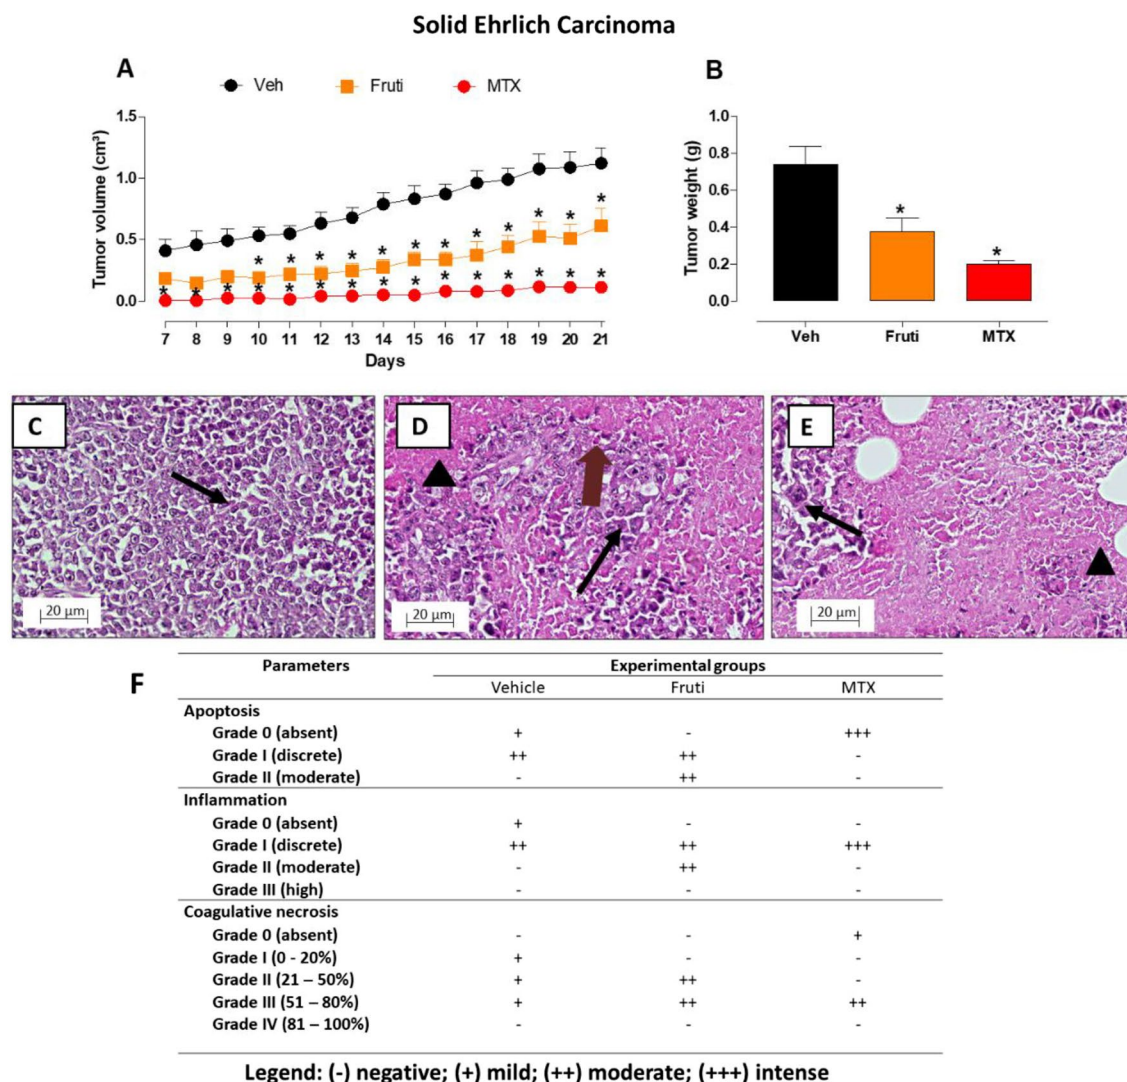 Solid Ehrlich Carcinoma
A
Veh Fruti MTX
Tumor volume (cm³)
1.5
1.0
0.5
0.0
* * * * * * * * * * * *
* * * * * * * * * * * * * * *
7 8 9 10 11 12 13 14 15 16 17 18 19 20 21
Days
B
Tumor weight (g)
1.0
0.8
0.6
0.4
0.2
0.0
*
*
Veh Fruti MTX
C
20 µm
D
20 µm
E
20 µm
F
Parameters Experimental groups
Vehicle Fruti MTX
Apoptosis
Grade 0 (absent) + - +++
Grade I (discrete) ++ ++ -
Grade II (moderate) - ++ -
Inflammation
Grade 0 (absent) + - -
Grade I (discrete) ++ ++ +++
Grade II (moderate) - ++ -
Grade III (high) - - -
Coagulative necrosis
Grade 0 (absent) - - +
Grade I (0 - 20%) + - -
Grade II (21 – 50%) + ++ -
Grade III (51 – 80%) + ++ ++
Grade IV (81 – 100%) - - -
Legend: (-) negative; (+) mild; (++) moderate; (+++) intense